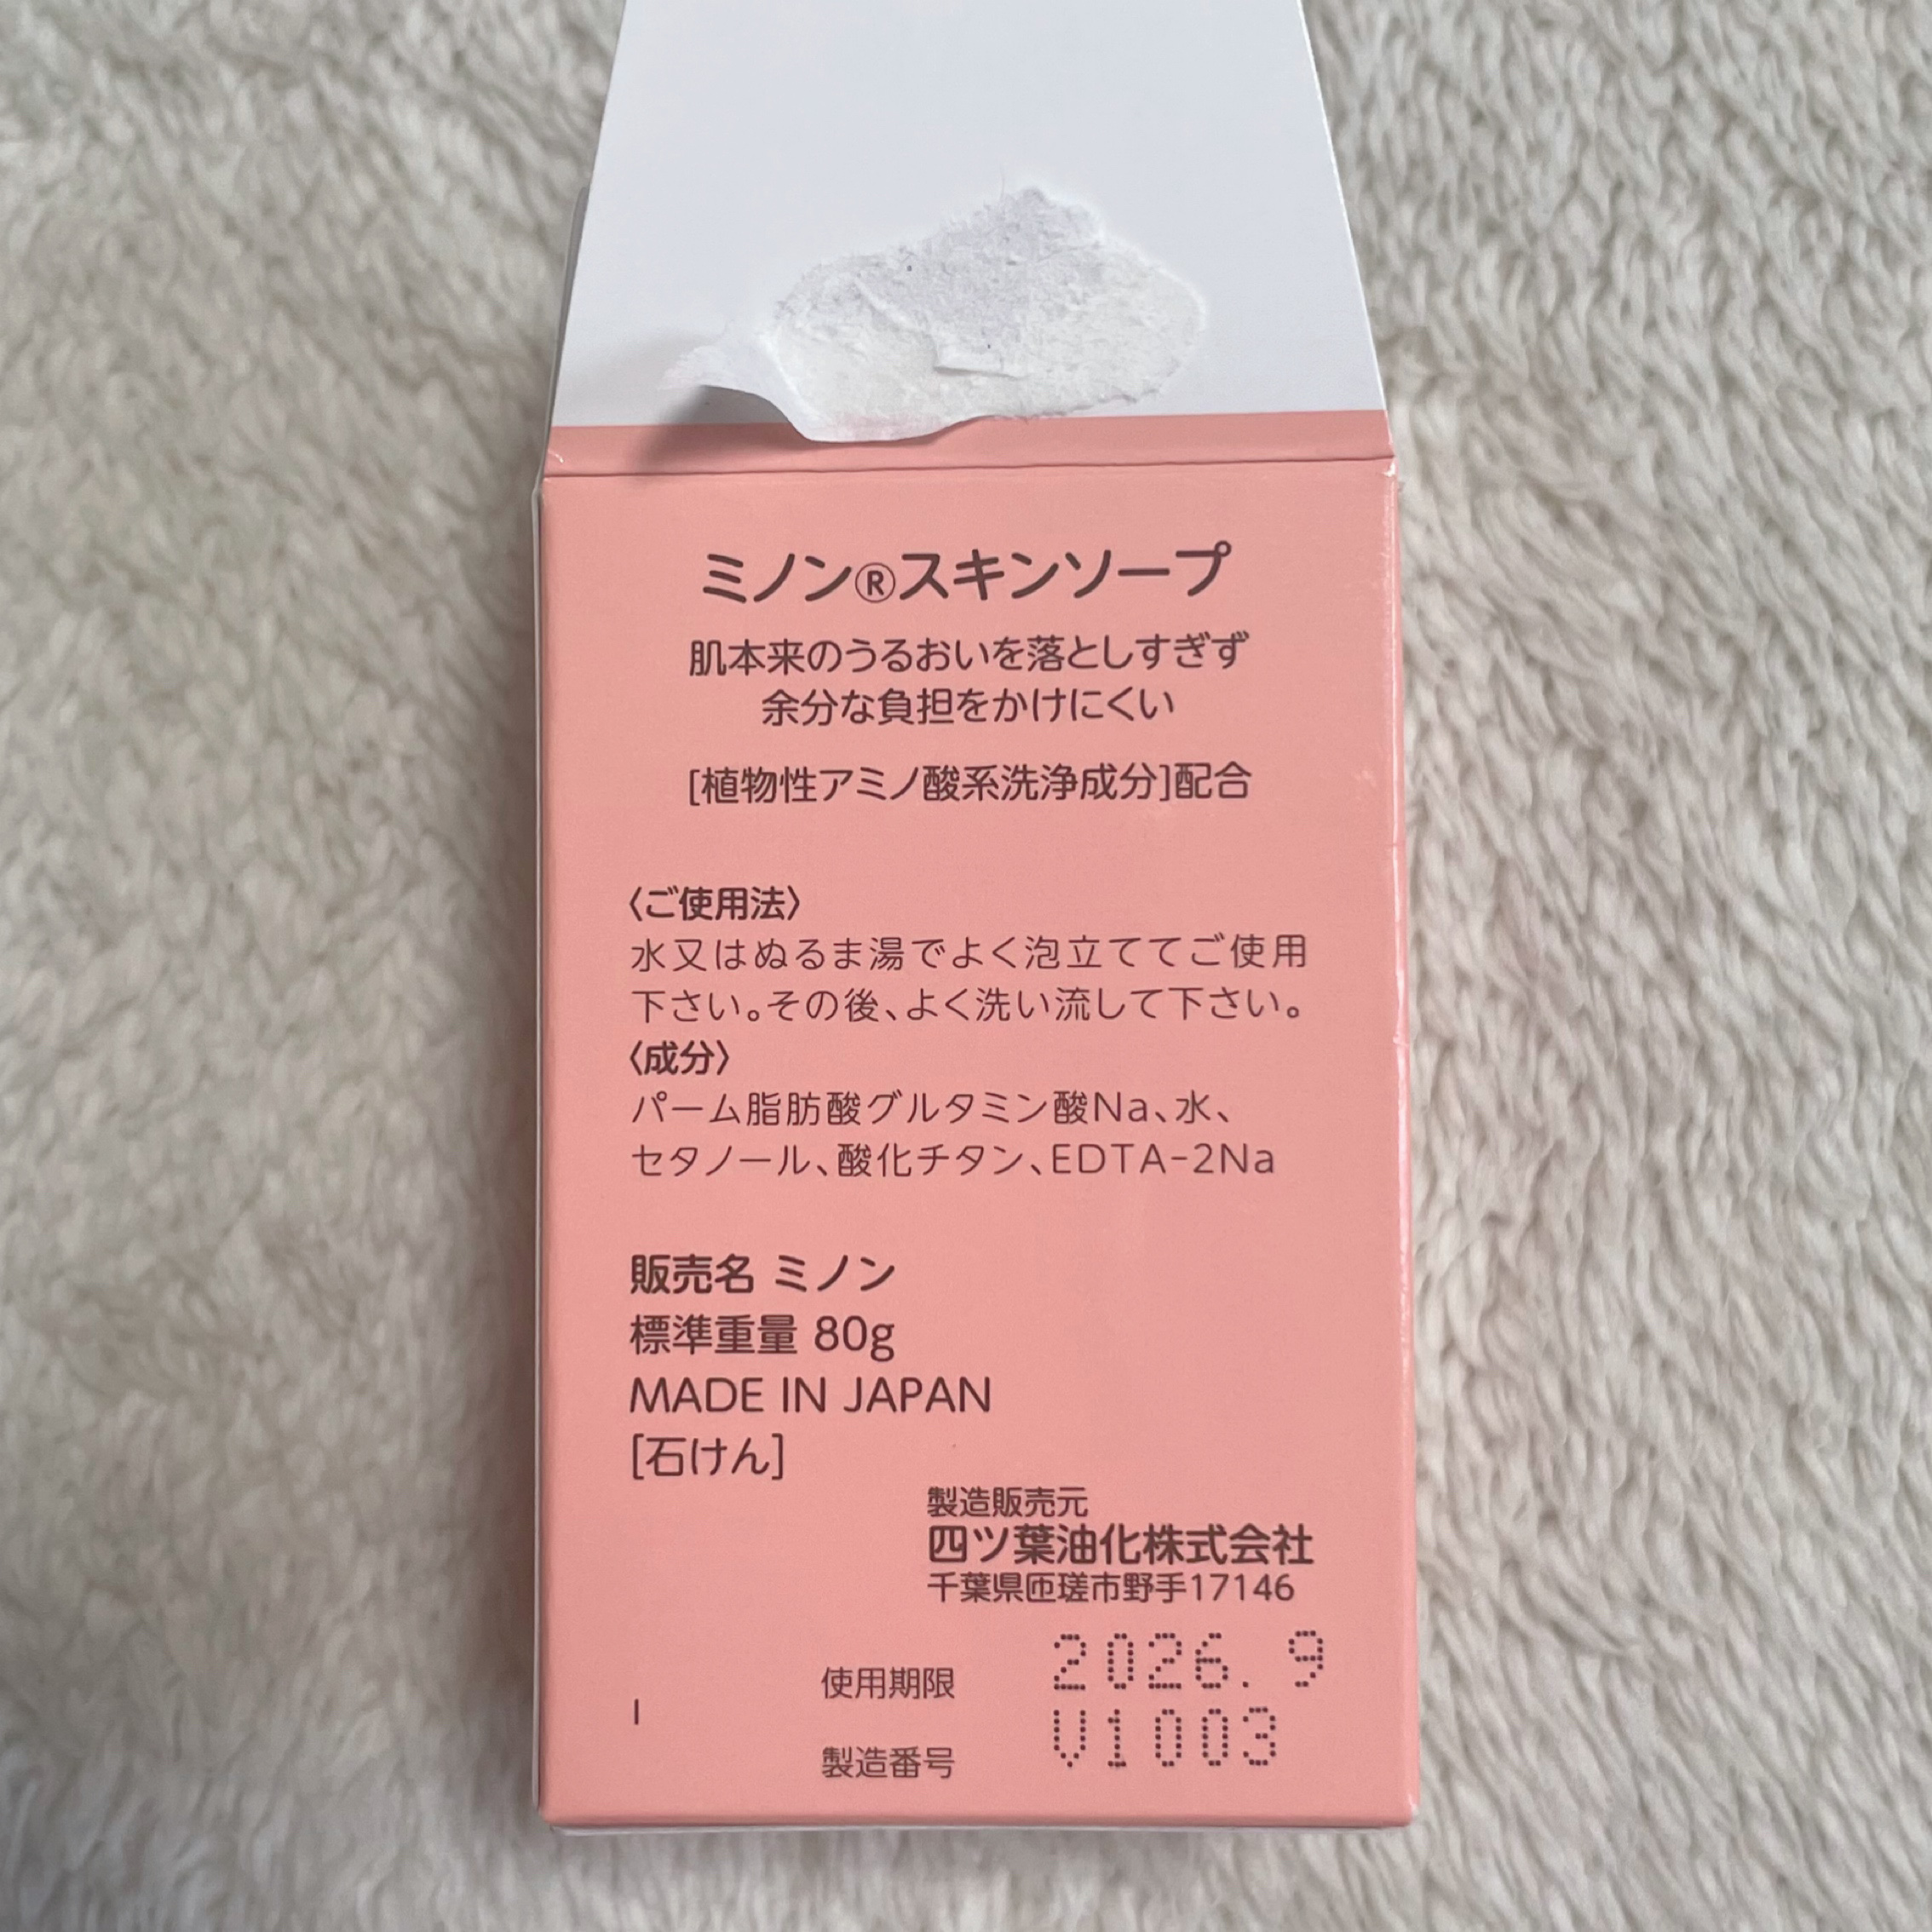 ミノン®スキンソープ
肌本来のうるおいを落としすぎず
余分な負担をかけにくい
[植物性アミノ酸系洗浄成分]配合
〈ご使用法〉
水又はぬるま湯でよく泡立ててご使用
下さい。その後、よく洗い流して下さい。
〈成分〉
パーム脂肪酸グルタミン酸Na、水、
セタノール、酸化チタン、EDTA-2Na
販売名 ミノン
標準重量 80g
MADE IN JAPAN
[石けん]
製造販売元
四ツ葉油化株式会社
千葉県匝瑳市野手17146
使用期限 2026. 9
製造番号 V1003
I